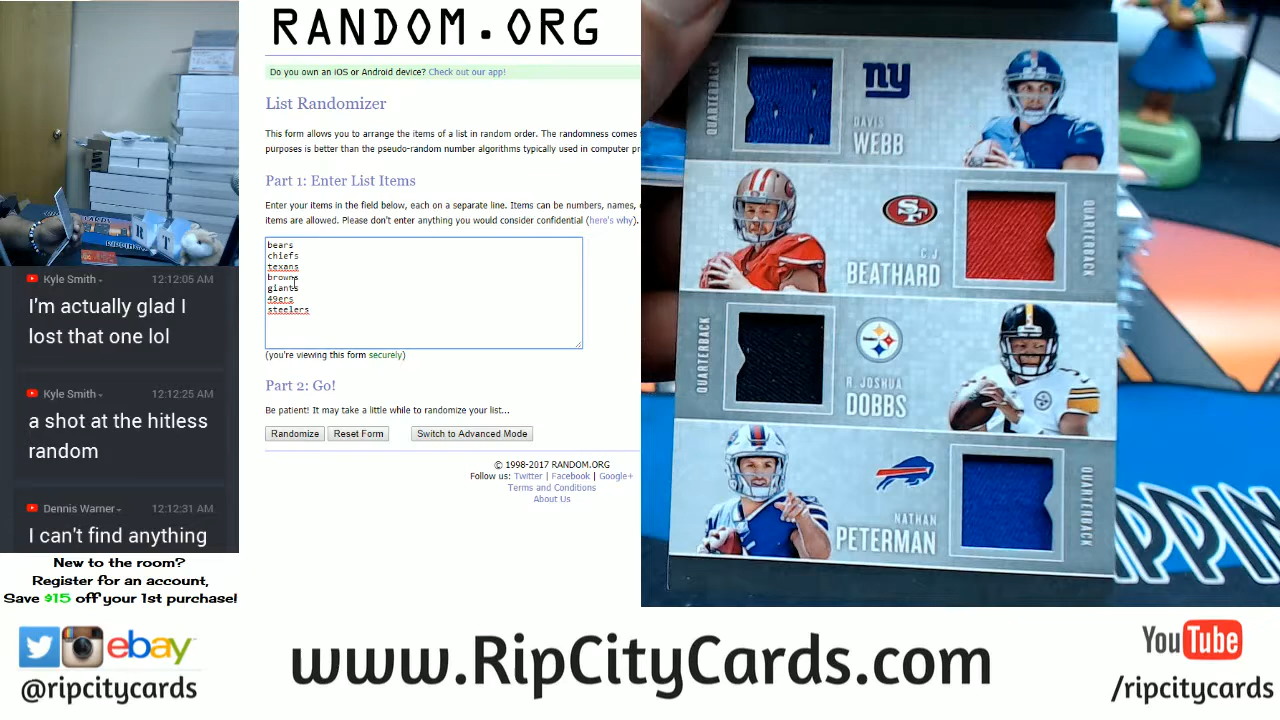 RANDOM.ORG
Do you own an iOS or Android device? Check out our app!
List Randomizer
This form allows you to arrange the items of a list in random order. The randomness comes
purposes is better than the pseudo-random number algorithms typically used in computer pr
Part 1: Enter List Items
Enter your items in the field below, each on a separate line. Items can be numbers, names,
items are allowed. Please don't enter anything you would consider confidential (here's why).
bears
chiefs
texans
browns
giants
49ers
steelers
(you're viewing this form securely)
Part 2: Go!
Be patient! It may take a little while to randomize your list...
Randomize
Reset Form
Switch to Advanced Mode
© 1998-2017 RANDOM.ORG
Follow us: Twitter | Facebook | Google+
Terms and Conditions
About Us
Kyle Smith 12:12:05 AM
I'm actually glad I
lost that one lol
Kyle Smith 12:12:25 AM
a shot at the hitless
random
Dennis Warner 12:12:31 AM
I can't find anything
New to the room?
Register for an account,
Save $15 off your 1st purchase!
QUARTERBACK
ny
DAVIS
WEBB
SF
C.J.
BEATHARD
QUARTERBACK
QUARTERBACK
R. JOSHUA
DOBBS
NATHAN
PETERMAN
QUARTERBACK
RIPPIN
R T
ebay
@ripcitycards
www.RipCityCards.com
YouTube
/ripcitycards